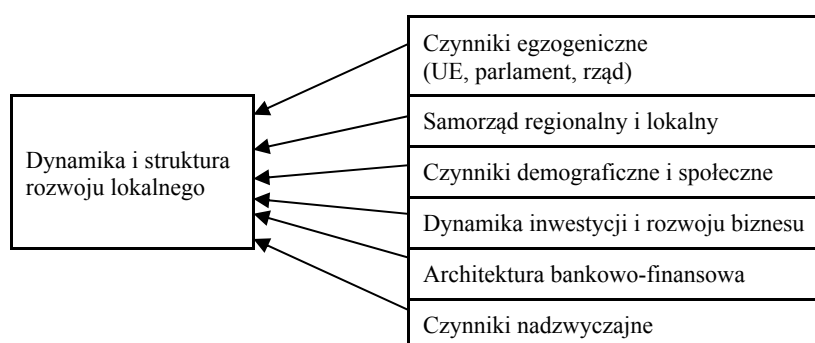 Czynniki egzogeniczne
(UE, parlament, rząd)
Samorząd regionalny i lokalny
Dynamika i struktura
rozwoju lokalnego
Czynniki demograficzne i społeczne
Dynamika inwestycji i rozwoju biznesu
Architektura bankowo-finansowa
Czynniki nadzwyczajne